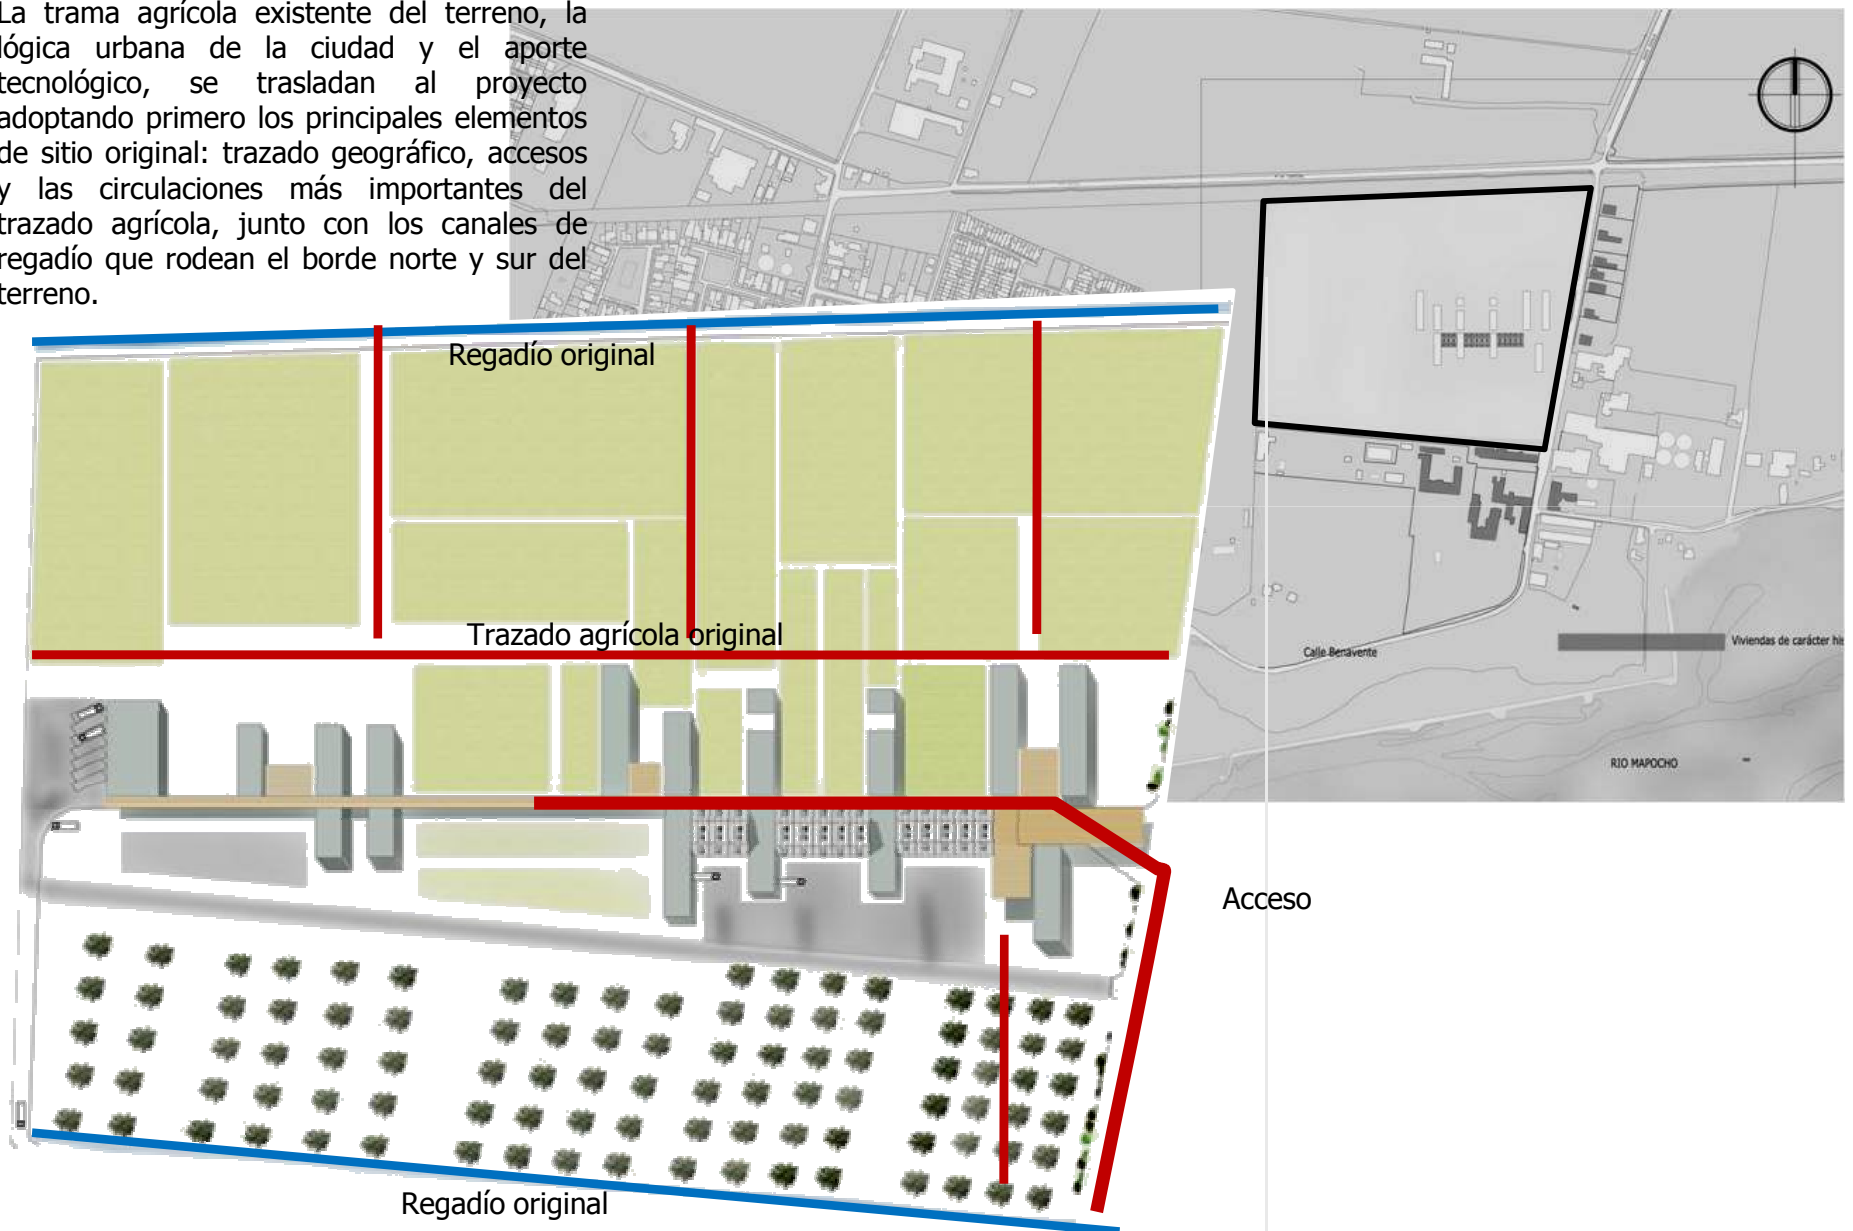 La trama agrícola existente del terreno, la
lógica urbana de la ciudad y el aporte
tecnológico, se trasladan al proyecto
adoptando primero los principales elementos
de sitio original: trazado geográfico, accesos
y las circulaciones más importantes del
trazado agrícola, junto con los canales de
regadío que rodean el borde norte y sur del
terreno.
Regadío original
Trazado agrícola original
Calle Benavente
Viviendas de carácter his
RIO MAPOCHO
Acceso
Regadío original